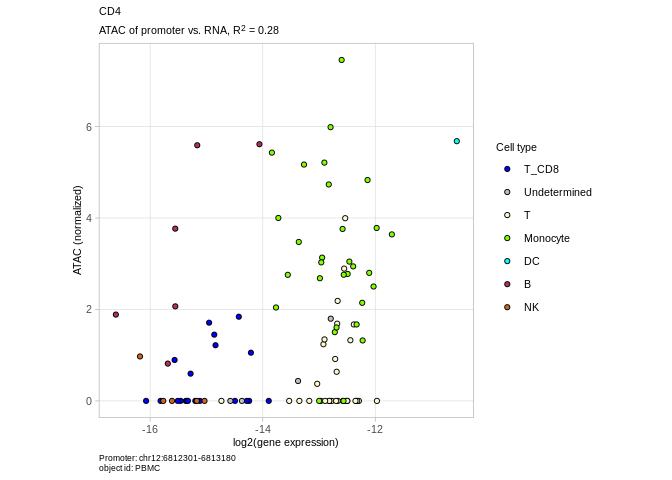 CD4
ATAC of promoter vs. RNA, R² = 0.28
ATAC (normalized)
6
4
2
0
-16
-14
-12
log2(gene expression)
Cell type
T_CD8
Undetermined
T
Monocyte
DC
B
NK
Promoter: chr12:6812301-6813180
object id: PBMC